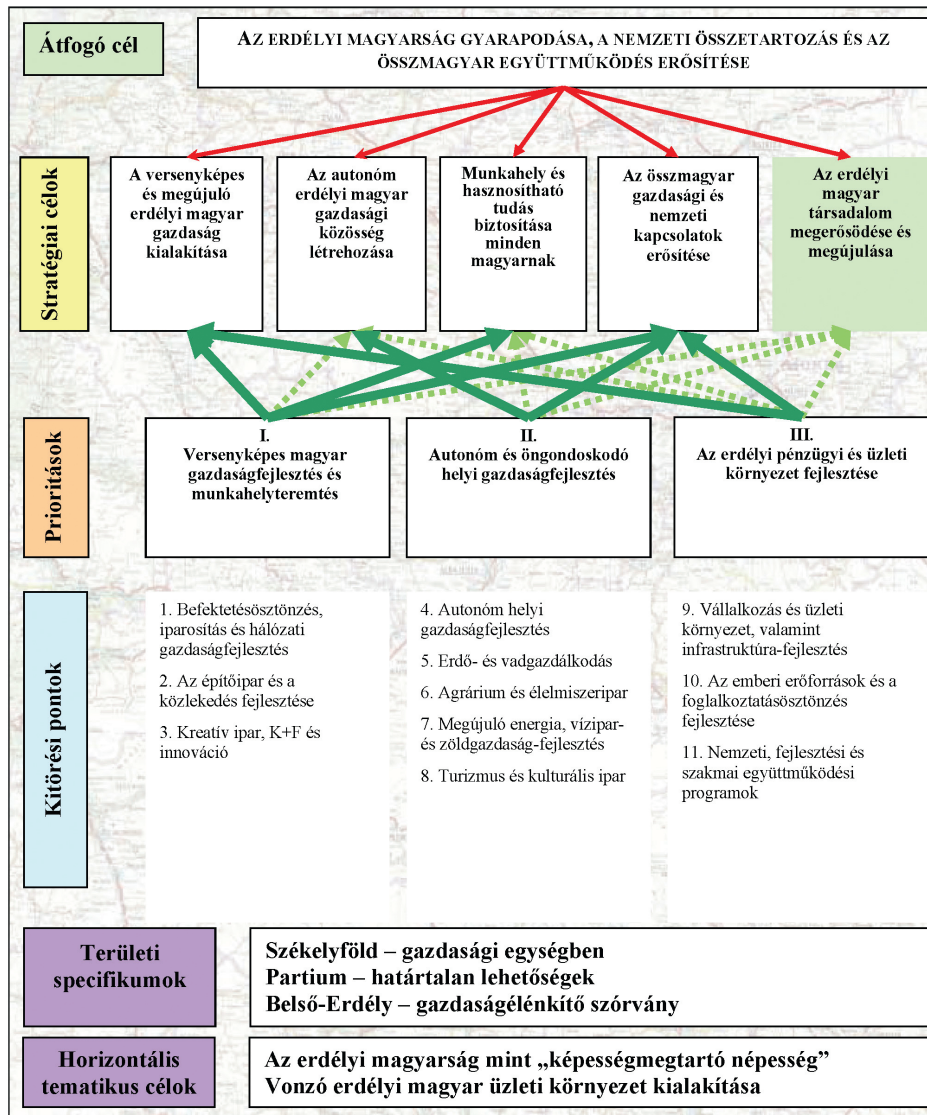 Átfogó cél
AZ ERDÉLYI MAGYARSÁG GYARAPODÁSA, A NEMZETI ÖSSZETARTOZÁS ÉS AZ
ÖSSZMAGYAR EGYÜTTMŰKÖDÉS ERŐSÍTÉSE
Stratégiai célok
A versenyképes
és megújuló
erdélyi magyar
gazdaság
kialakítása
Az autonóm
erdélyi magyar
gazdasági
közösség
létrehozása
Munkahely és
hasznosítható
tudás
biztosítása
minden
magyarnak
Az összmagyar
gazdasági és
nemzeti
kapcsolatok
erősítése
Az erdélyi
magyar
társadalom
megerősödése és
megújulása
Prioritások
I.
Versenyképes magyar
gazdaságfejlesztés és
munkahelyteremtés
II.
Autonóm és öngondoskodó
helyi gazdaságfejlesztés
III.
Az erdélyi pénzügyi és üzleti
környezet fejlesztése
Kitörési pontok
1. Befektetésösztönzés,
iparosítás és hálózati
gazdaságfejlesztés
2. Az építőipar és a
közlekedés fejlesztése
3. Kreatív ipar, K+F és
innováció
4. Autonóm helyi
gazdaságfejlesztés
5. Erdő- és vadgazdálkodás
6. Agrárium és élelmiszeripar
7. Megújuló energia, vízipar-
és zöldgazdaság-fejlesztés
8. Turizmus és kulturális ipar
9. Vállalkozás és üzleti
környezet, valamint
infrastruktúra-fejlesztés
10. Az emberi erőforrások és a
foglalkoztatásösztönzés
fejlesztése
11. Nemzeti, fejlesztési és
szakmai együttműködési
programok
Területi
specifikumok
Székelyföld – gazdasági egységben
Partium – határtalan lehetőségek
Belső-Erdély – gazdaságélénkítő szórvány
Horizontális
tematikus célok
Az erdélyi magyarság mint „képességmegtartó népesség”
Vonzó erdélyi magyar üzleti környezet kialakítása